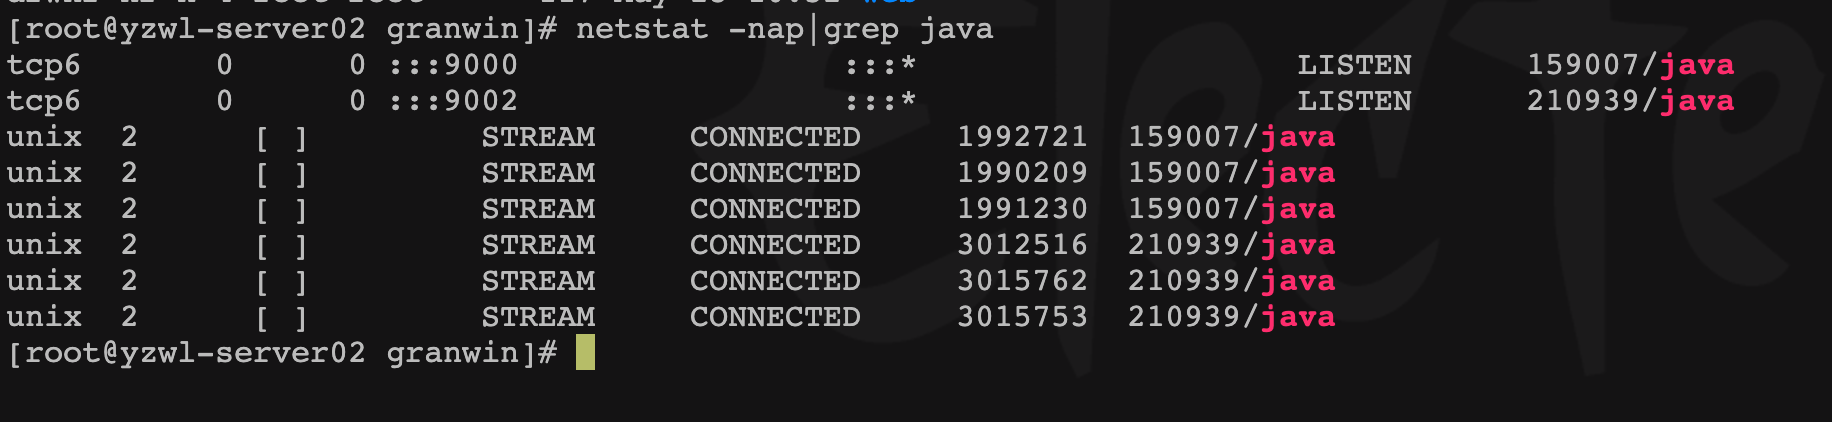 [root@yzwl-server02 granwin]# netstat -nap|grep java
tcp6       0      0 :::9000                 :::*                    LISTEN      159007/java
tcp6       0      0 :::9002                 :::*                    LISTEN      210939/java
unix  2      [ ]         STREAM     CONNECTED     1992721  159007/java
unix  2      [ ]         STREAM     CONNECTED     1990209  159007/java
unix  2      [ ]         STREAM     CONNECTED     1991230  159007/java
unix  2      [ ]         STREAM     CONNECTED     3012516  210939/java
unix  2      [ ]         STREAM     CONNECTED     3015762  210939/java
unix  2      [ ]         STREAM     CONNECTED     3015753  210939/java
[root@yzwl-server02 granwin]#